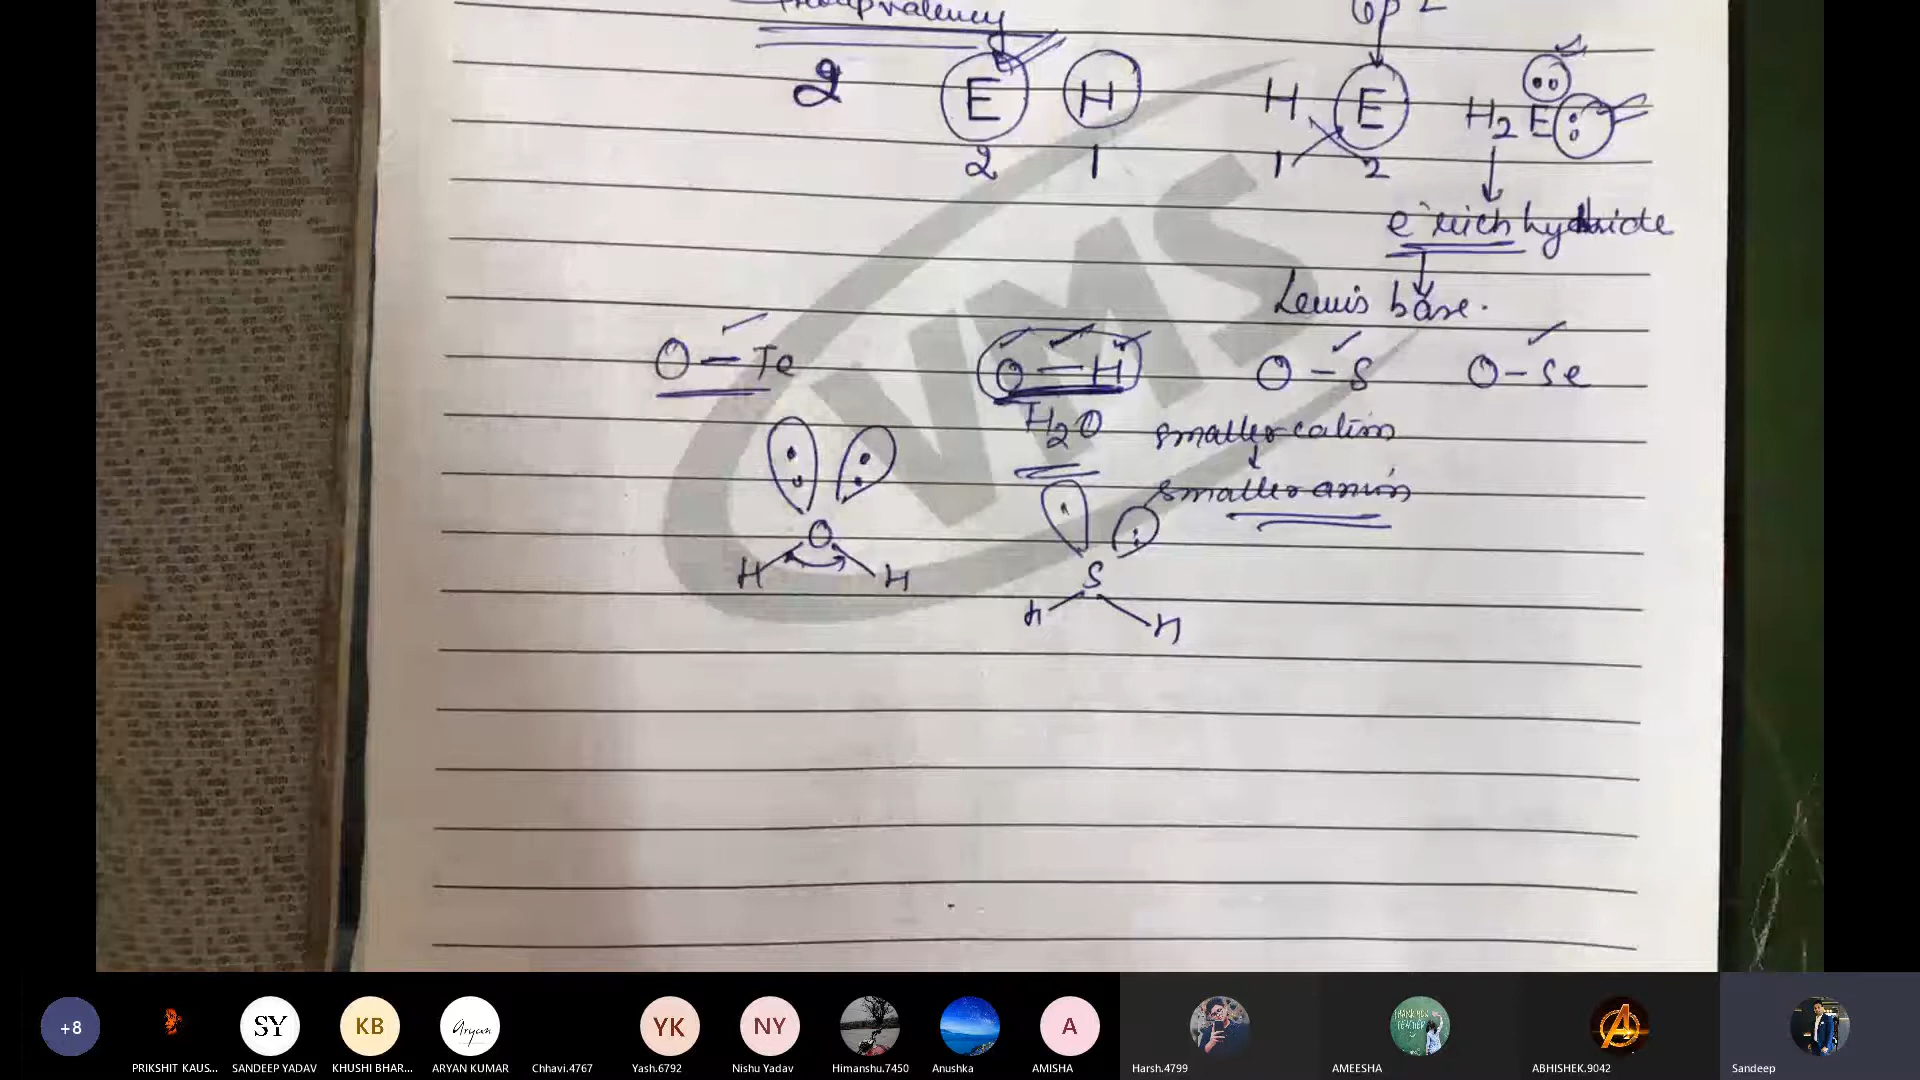 2 E H H E H2E
2 1 1 2
e⁻ rich hydride
Lewis base.
O - Te O - H O - S O - Se
H2O smaller cation
smaller anion
O
H H
S
H H
VMS
+8 SY KB Aryan YK NY A
PRIKSHIT KAUS... SANDEEP YADAV KHUSHI BHAR... ARYAN KUMAR Chhavi.4767 Yash.6792 Nishu Yadav Himanshu.7450 Anushka AMISHA Harsh.4799 AMEESHA ABHISHEK.9042 Sandeep